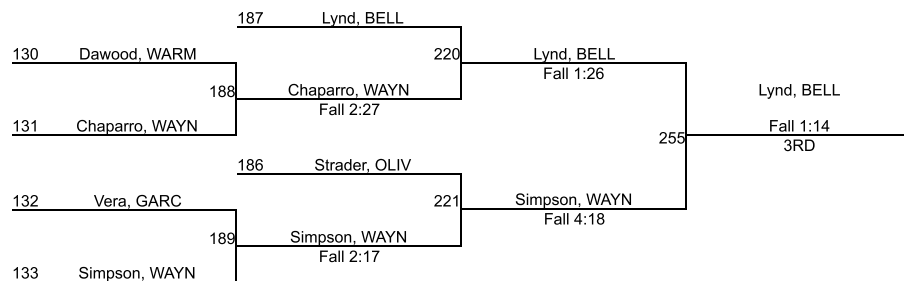 187 Lynd, BELL
130 Dawood, WARM
220 Lynd, BELL
Fall 1:26
188 Chaparro, WAYN
Fall 2:27
Lynd, BELL
131 Chaparro, WAYN
255 Fall 1:14
3RD
186 Strader, OLIV
132 Vera, GARC
221 Simpson, WAYN
Fall 4:18
189 Simpson, WAYN
Fall 2:17
133 Simpson, WAYN